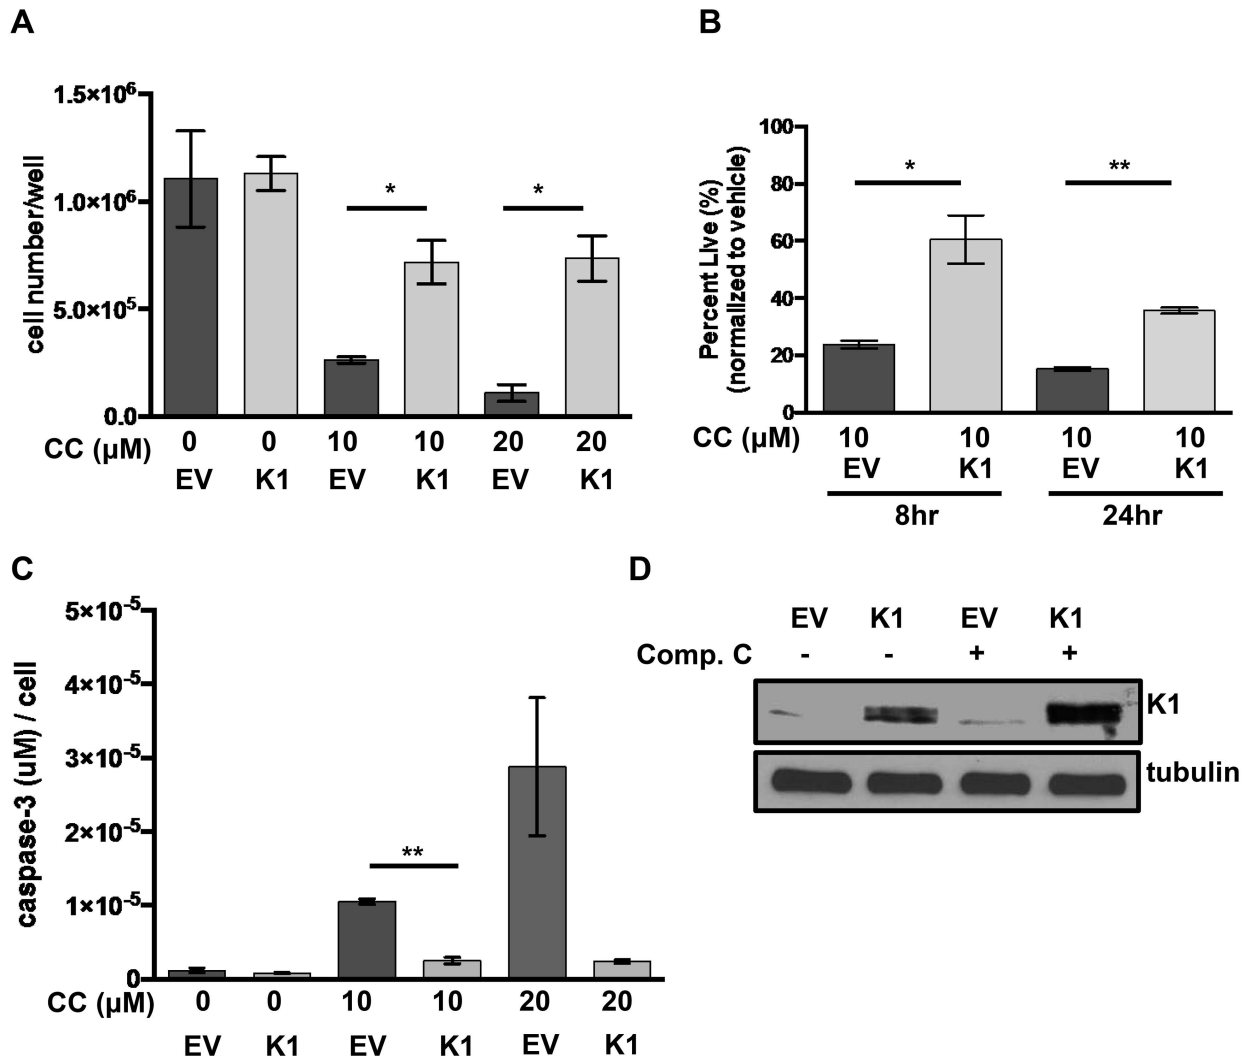 A
1.5×10⁶
1.0×10⁶
5.0×10⁵
0.0
cell number/well
*
*
CC (µM) 0 0 10 10 20 20
EV K1 EV K1 EV K1
B
100
80
60
40
20
0
Percent Live (%)
(normalized to vehicle)
*
**
CC (µM) 10 10 10 10
EV K1 EV K1
8hr 24hr
C
5×10⁻⁵
4×10⁻⁵
3×10⁻⁵
2×10⁻⁵
1×10⁻⁵
0
caspase-3 (uM) / cell
**
CC (µM) 0 0 10 10 20 20
EV K1 EV K1 EV K1
D
EV K1 EV K1
Comp. C - - + +
K1
tubulin